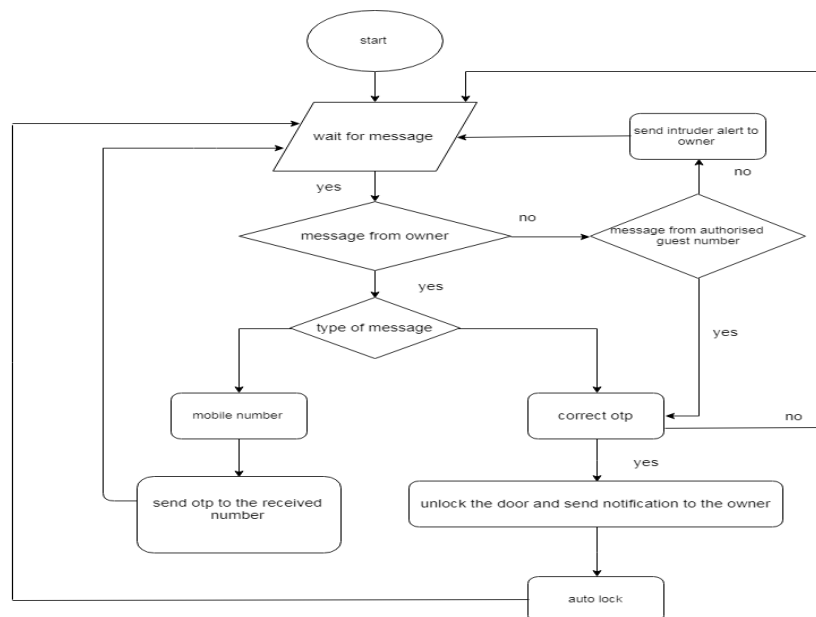 start
wait for message
send intruder alert to
owner
yes
no
message from owner
no
message from authorised
guest number
yes
type of message
yes
mobile number
correct otp
no
yes
send otp to the received
number
unlock the door and send notification to the owner
auto lock